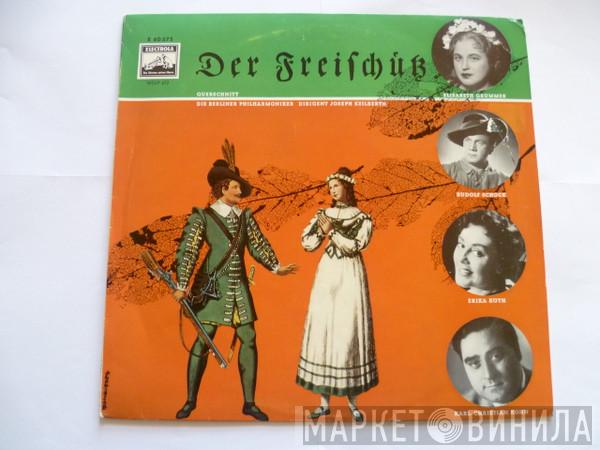 E 60 573
ELECTROLA
Der Freischütz
QUERSCHNITT
DIE BERLINER PHILHARMONIKER DIRIGENT JOSEPH KEILBERTH
ELISABETH GRÜMMER
RUDOLF SCHOCK
ERIKA KÖTH
KARL-CHRISTIAN KOHN
МАРКЕТ ВИНИЛА